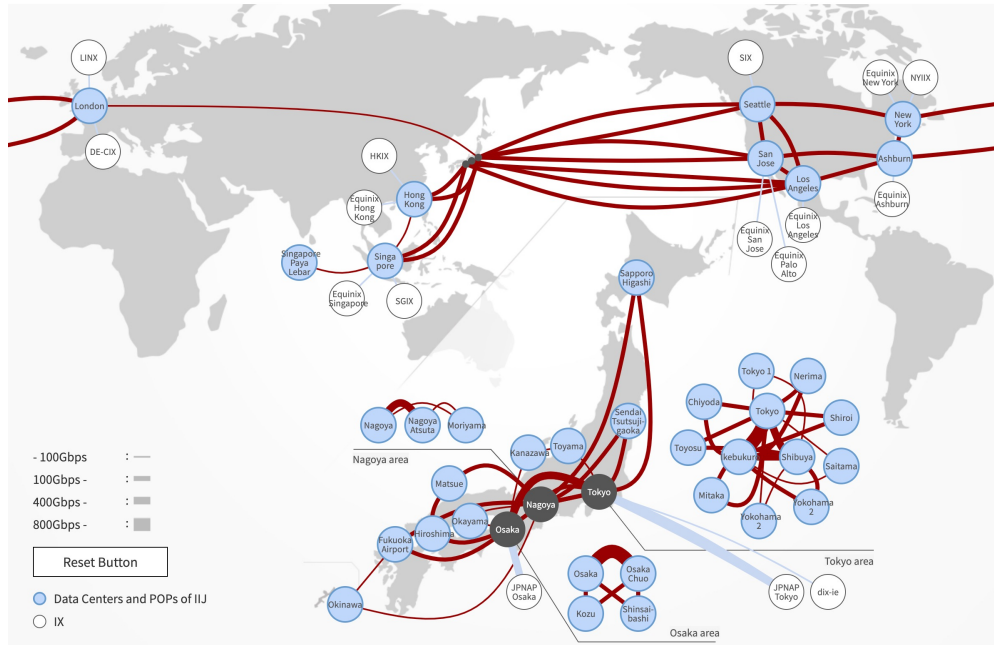 LINX
London
DE-CIX
HKIX
Hong
Kong
Equinix
Hong
Kong
Singapore
Paya
Lebar
Singa
pore
Equinix
Singapore
SGIX
SIX
Seattle
Equinix
New York
NYIIX
New
York
San
Jose
Ashburn
Los
Angeles
Equinix
Ashburn
Equinix
Los
Angeles
Equinix
San
Jose
Equinix
Palo
Alto
Sapporo
Higashi
Sendai
Tsutsuji-
gaoka
Nagoya
Nagoya
Atsuta
Moriyama
Nagoya area
Kanazawa
Toyama
Matsue
Nagoya
Tokyo
Okayama
Osaka
Hiroshima
Fukuoka
Airport
Okinawa
JPNAP
Osaka
Tokyo 1
Nerima
Chiyoda
Tokyo
Shiroi
Toyosu
kebukur
Shibuya
Saitama
Mitaka
Yokohama
2
Yokohama
2
Tokyo area
JPNAP
Tokyo
dix-ie
Osaka
Osaka
Chuo
Kozu
Shinsai-
bashi
Osaka area
- 100Gbps :
100Gbps - :
400Gbps - :
800Gbps - :
Reset Button
Data Centers and POPs of IIJ
IX